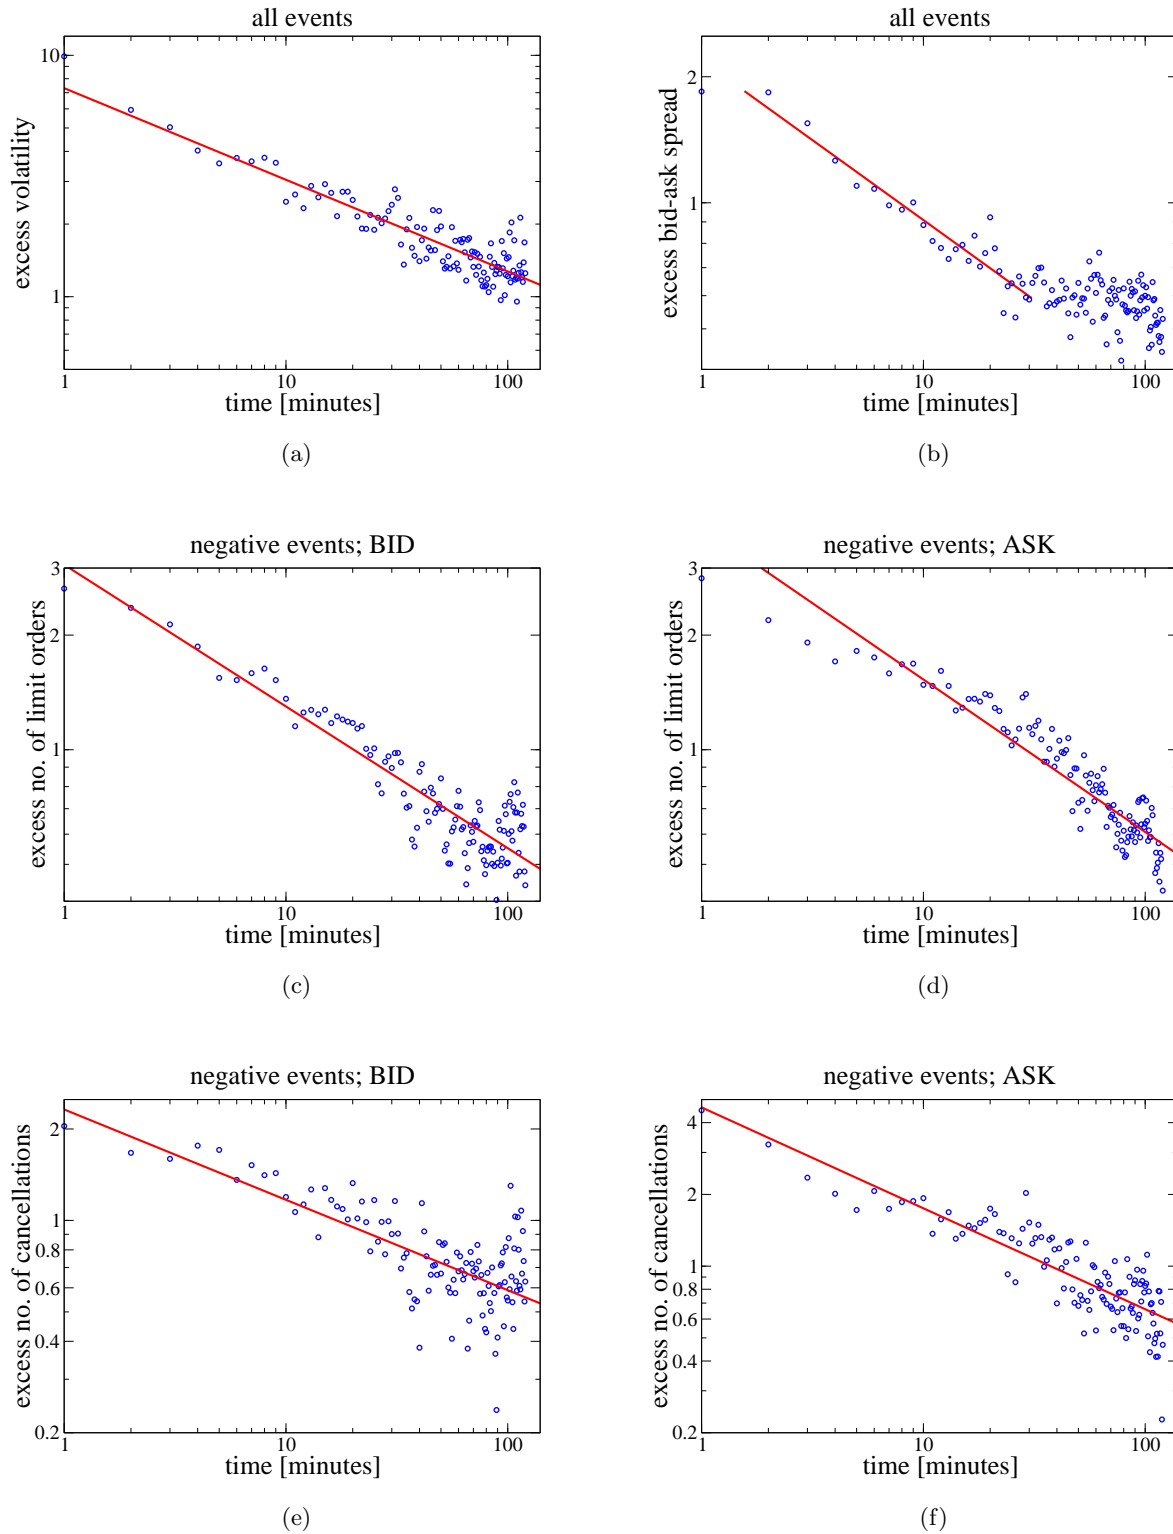 all events
excess volatility
10
1
1
10
100
time [minutes]
(a)
all events
excess bid-ask spread
2
1
1
10
100
time [minutes]
(b)
negative events; BID
excess no. of limit orders
3
2
1
1
10
100
time [minutes]
(c)
negative events; ASK
excess no. of limit orders
3
2
1
1
10
100
time [minutes]
(d)
negative events; BID
excess no. of cancellations
2
1
0.8
0.6
0.4
0.2
1
10
100
time [minutes]
(e)
negative events; ASK
excess no. of cancellations
4
2
1
0.8
0.6
0.4
0.2
1
10
100
time [minutes]
(f)